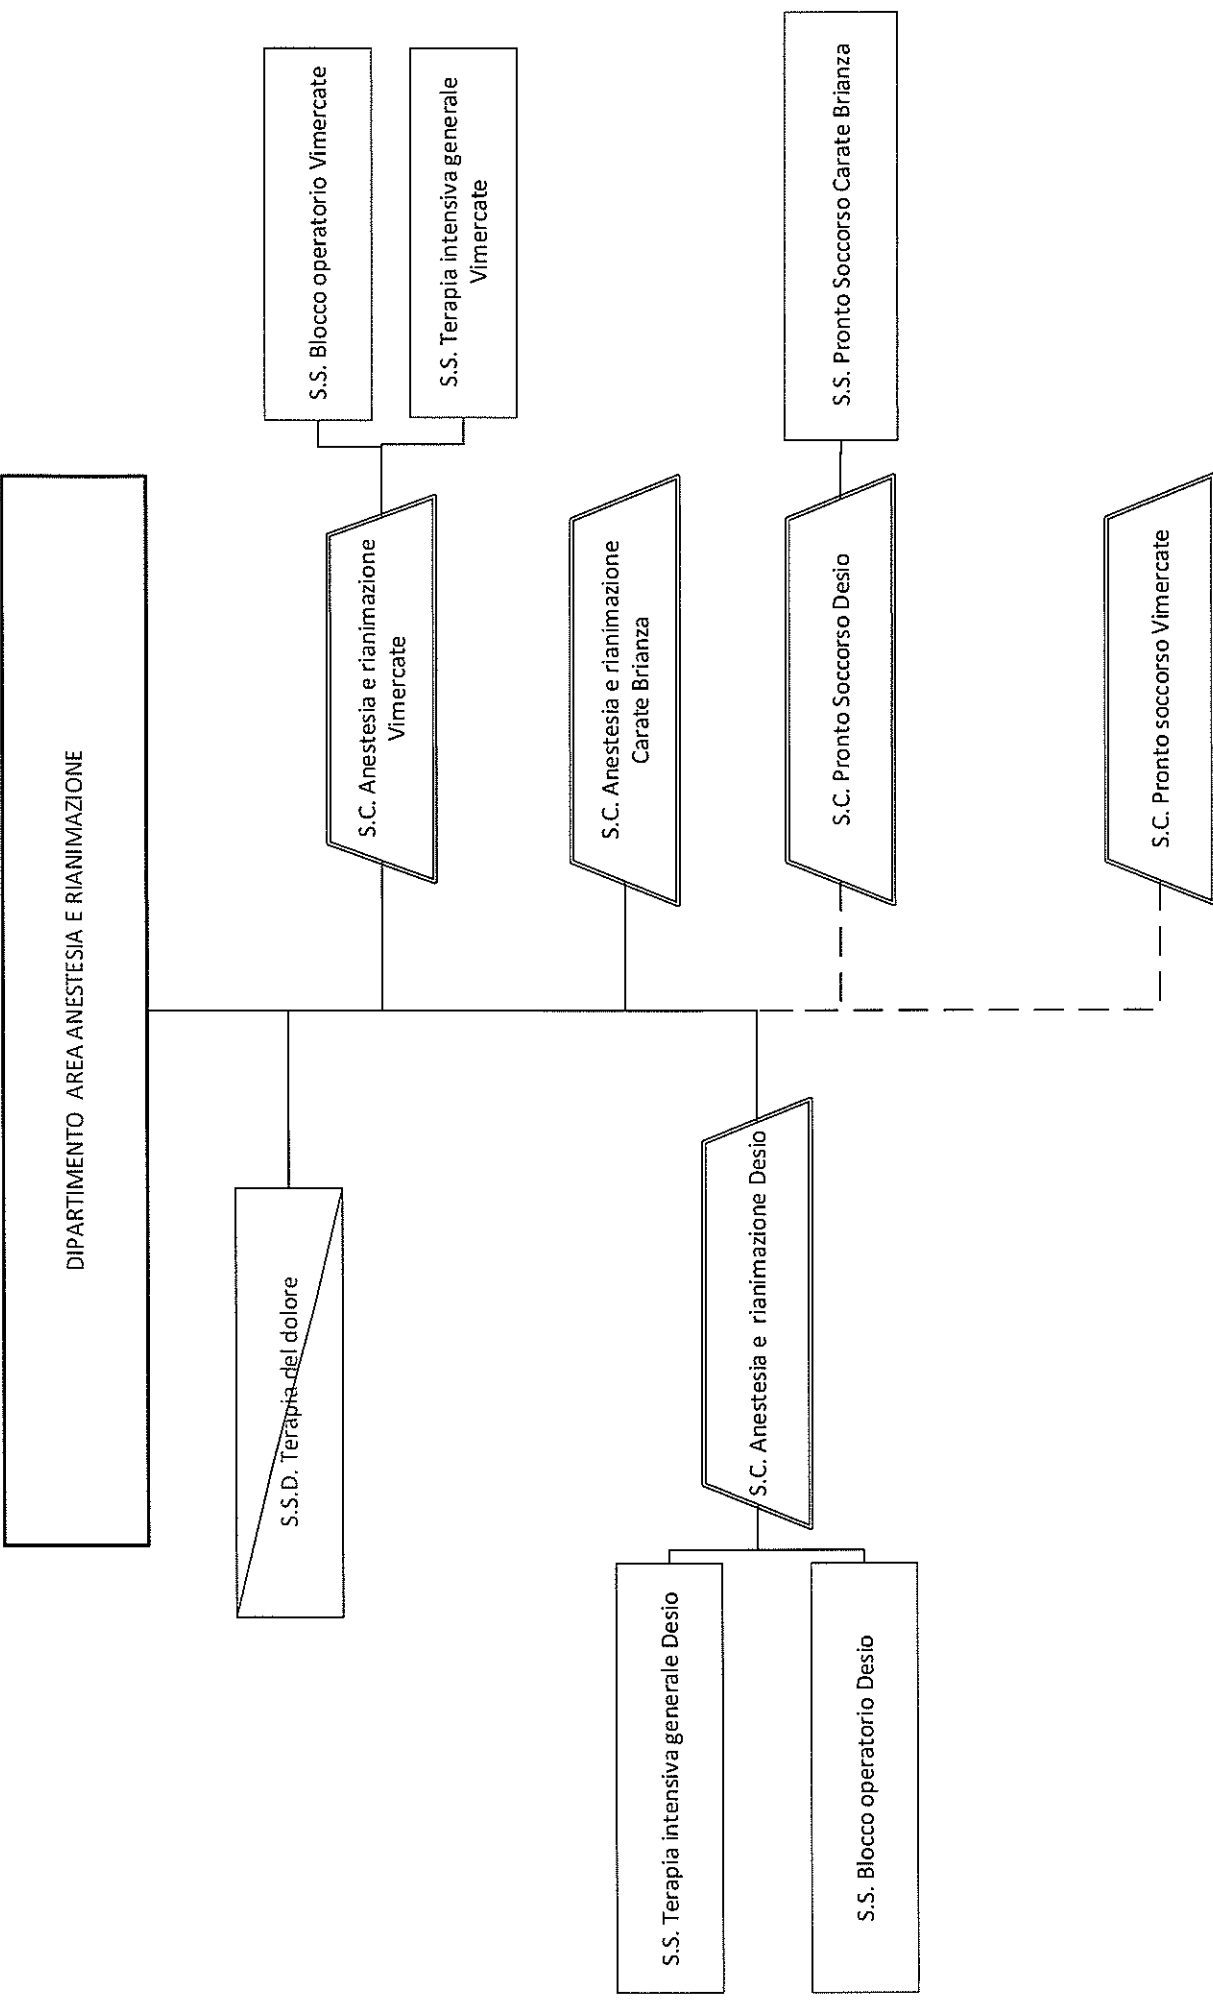 DIPARTIMENTO AREA ANESTESIA E RIANIMAZIONE
S.S.D. Terapia del dolore
S.C. Anestesia e rianimazione
Vimercate
S.S. Blocco operatorio Vimercate
S.S. Terapia intensiva generale
Vimercate
S.C. Anestesia e rianimazione
Carate Brianza
S.S. Terapia intensiva generale Desio
S.C. Anestesia e rianimazione Desio
S.S. Blocco operatorio Desio
S.C. Pronto Soccorso Desio
S.S. Pronto Soccorso Carate Brianza
S.C. Pronto soccorso Vimercate